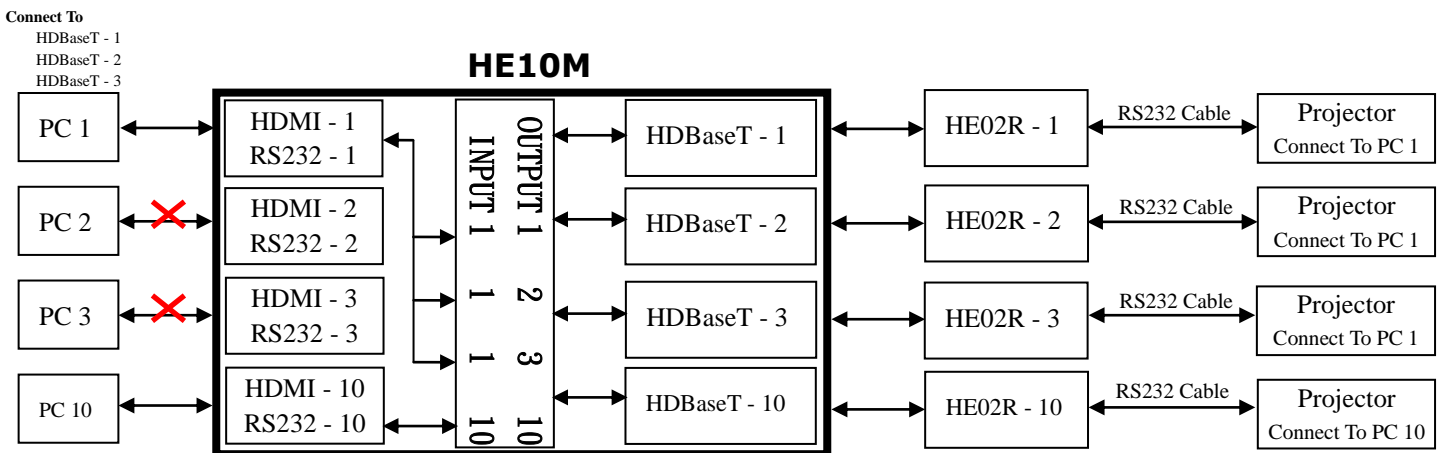 Connect To
HDBaseT - 1
HDBaseT - 2
HDBaseT - 3
HE10M
PC 1
HDMI - 1
RS232 - 1
OUTPUT 1 2 3 10
INPUT 1 1 1 10
HDBaseT - 1
HE02R - 1
RS232 Cable
Projector
Connect To PC 1
PC 2
HDMI - 2
RS232 - 2
HDBaseT - 2
HE02R - 2
RS232 Cable
Projector
Connect To PC 1
PC 3
HDMI - 3
RS232 - 3
HDBaseT - 3
HE02R - 3
RS232 Cable
Projector
Connect To PC 1
PC 10
HDMI - 10
RS232 - 10
HDBaseT - 10
HE02R - 10
RS232 Cable
Projector
Connect To PC 10